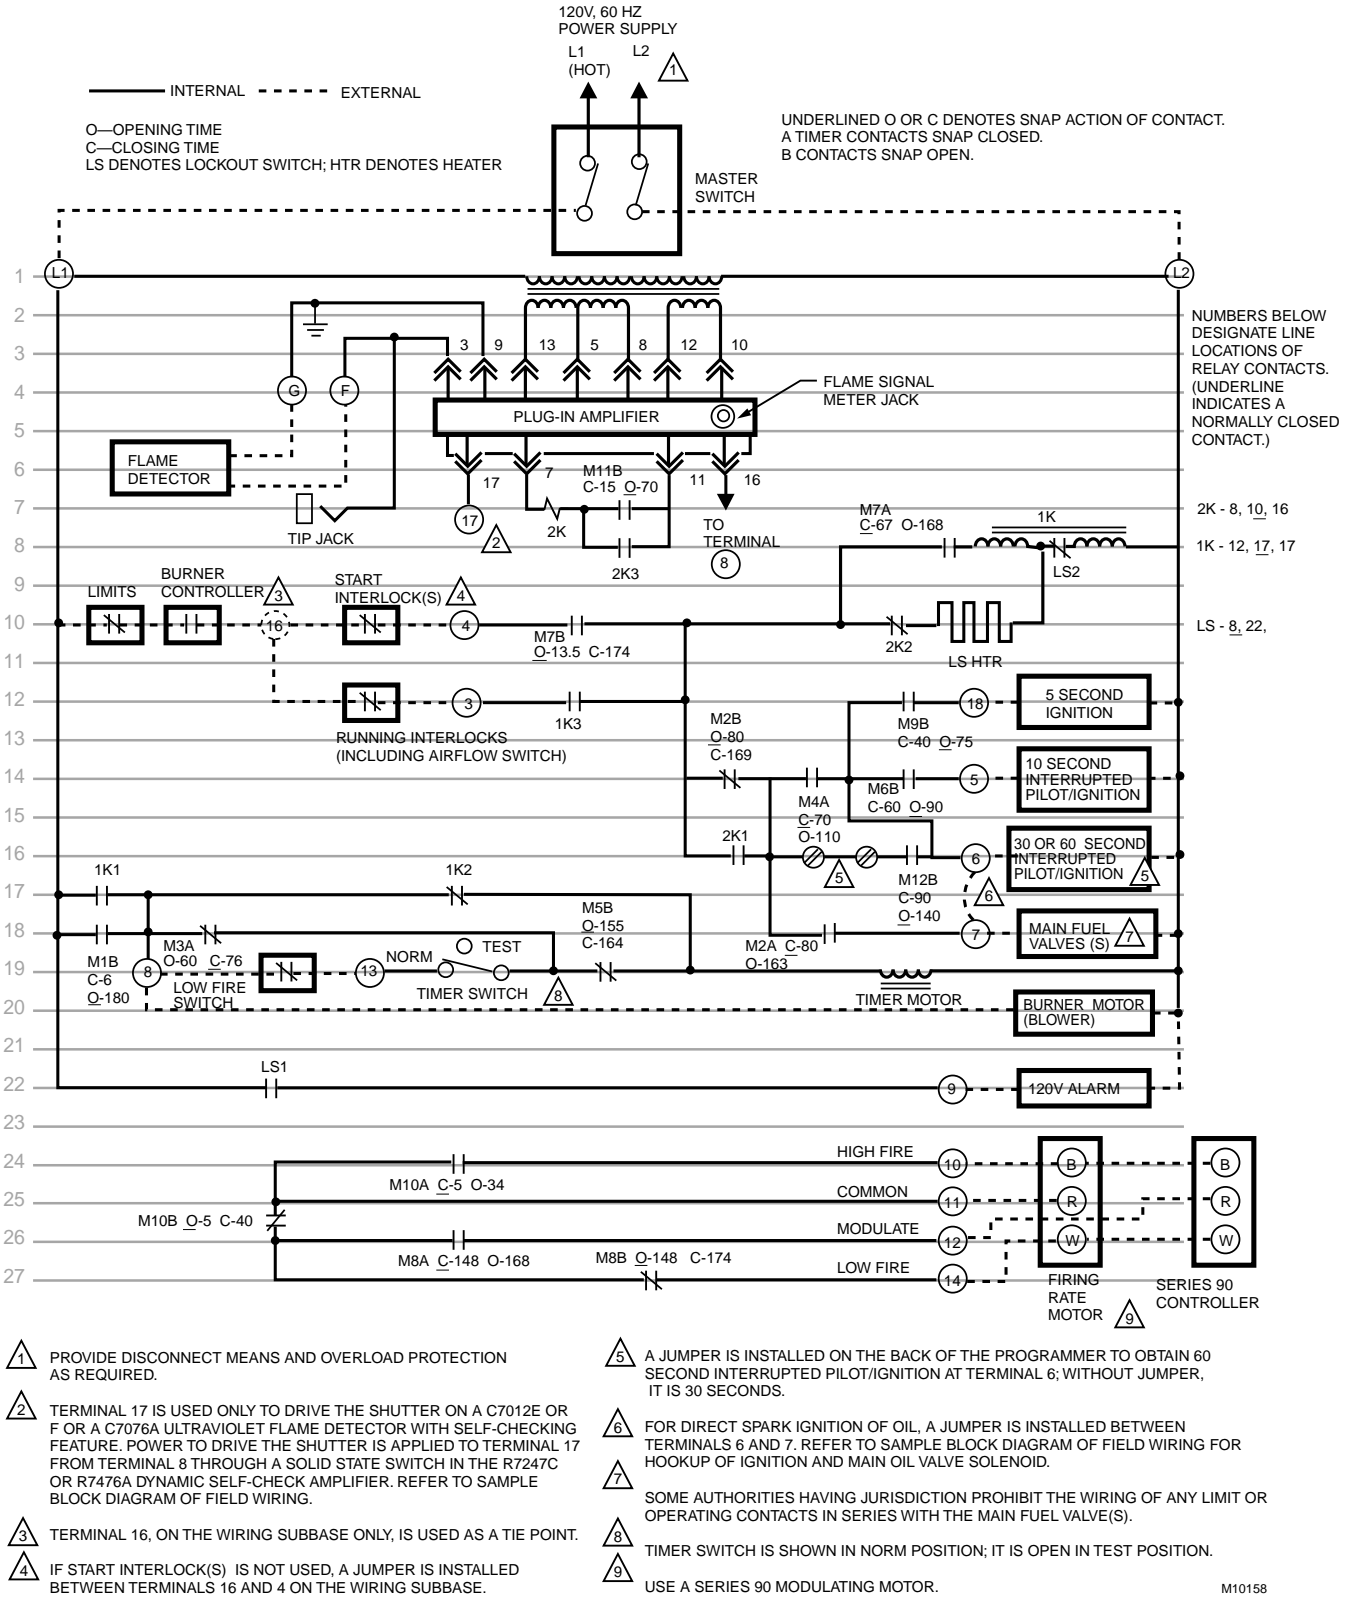 120V, 60 HZ
POWER SUPPLY
L1
(HOT)
L2
1
INTERNAL
EXTERNAL
O—OPENING TIME
C—CLOSING TIME
LS DENOTES LOCKOUT SWITCH; HTR DENOTES HEATER
UNDERLINED O OR C DENOTES SNAP ACTION OF CONTACT.
A TIMER CONTACTS SNAP CLOSED.
B CONTACTS SNAP OPEN.
MASTER
SWITCH
1
L1
L2
2
NUMBERS BELOW
DESIGNATE LINE
LOCATIONS OF
RELAY CONTACTS.
(UNDERLINE
INDICATES A
NORMALLY CLOSED
CONTACT.)
3
3
9
13
5
8
12
10
4
G
F
FLAME SIGNAL
METER JACK
PLUG-IN AMPLIFIER
5
FLAME
DETECTOR
6
17
7
M11B
C-15 O-70
11
16
7
TIP JACK
17
2
2K
TO
TERMINAL
8
M7A
C-67 O-168
1K
2K - 8, 10, 16
8
2K3
LS2
1K - 12, 17, 17
9
LIMITS
BURNER
CONTROLLER
3
START
INTERLOCK(S)
4
10
16
4
M7B
O-13.5 C-174
2K2
LS HTR
LS - 8, 22,
11
12
3
1K3
RUNNING INTERLOCKS
(INCLUDING AIRFLOW SWITCH)
M2B
O-80
C-169
M9B
C-40 O-75
18
5 SECOND
IGNITION
13
14
M4A
C-70
O-110
M6B
C-60 O-90
5
10 SECOND
INTERRUPTED
PILOT/IGNITION
15
2K1
16
5
M12B
C-90
O-140
6
6
30 OR 60 SECOND
INTERRUPTED
PILOT/IGNITION
5
1K1
1K2
17
M5B
O-155
C-164
18
M1B
C-6
O-180
M3A
O-60 C-76
TEST
NORM
M2A C-80
O-163
7
MAIN FUEL
VALVES (S)
7
19
8
LOW FIRE
SWITCH
13
TIMER SWITCH
8
TIMER MOTOR
20
BURNER MOTOR
(BLOWER)
21
LS1
22
9
120V ALARM
23
24
HIGH FIRE
10
B
B
M10A C-5 O-34
25
COMMON
11
R
R
M10B O-5 C-40
26
MODULATE
12
W
W
M8A C-148 O-168
M8B O-148 C-174
27
LOW FIRE
14
FIRING
RATE
MOTOR
9
SERIES 90
CONTROLLER
1
PROVIDE DISCONNECT MEANS AND OVERLOAD PROTECTION
AS REQUIRED.
2
TERMINAL 17 IS USED ONLY TO DRIVE THE SHUTTER ON A C7012E OR
F OR A C7076A ULTRAVIOLET FLAME DETECTOR WITH SELF-CHECKING
FEATURE. POWER TO DRIVE THE SHUTTER IS APPLIED TO TERMINAL 17
FROM TERMINAL 8 THROUGH A SOLID STATE SWITCH IN THE R7247C
OR R7476A DYNAMIC SELF-CHECK AMPLIFIER. REFER TO SAMPLE
BLOCK DIAGRAM OF FIELD WIRING.
3
TERMINAL 16, ON THE WIRING SUBBASE ONLY, IS USED AS A TIE POINT.
4
IF START INTERLOCK(S) IS NOT USED, A JUMPER IS INSTALLED
BETWEEN TERMINALS 16 AND 4 ON THE WIRING SUBBASE.
5
A JUMPER IS INSTALLED ON THE BACK OF THE PROGRAMMER TO OBTAIN 60
SECOND INTERRUPTED PILOT/IGNITION AT TERMINAL 6; WITHOUT JUMPER,
IT IS 30 SECONDS.
6
FOR DIRECT SPARK IGNITION OF OIL, A JUMPER IS INSTALLED BETWEEN
TERMINALS 6 AND 7. REFER TO SAMPLE BLOCK DIAGRAM OF FIELD WIRING FOR
HOOKUP OF IGNITION AND MAIN OIL VALVE SOLENOID.
7
SOME AUTHORITIES HAVING JURISDICTION PROHIBIT THE WIRING OF ANY LIMIT OR
OPERATING CONTACTS IN SERIES WITH THE MAIN FUEL VALVE(S).
8
TIMER SWITCH IS SHOWN IN NORM POSITION; IT IS OPEN IN TEST POSITION.
9
USE A SERIES 90 MODULATING MOTOR.
M10158